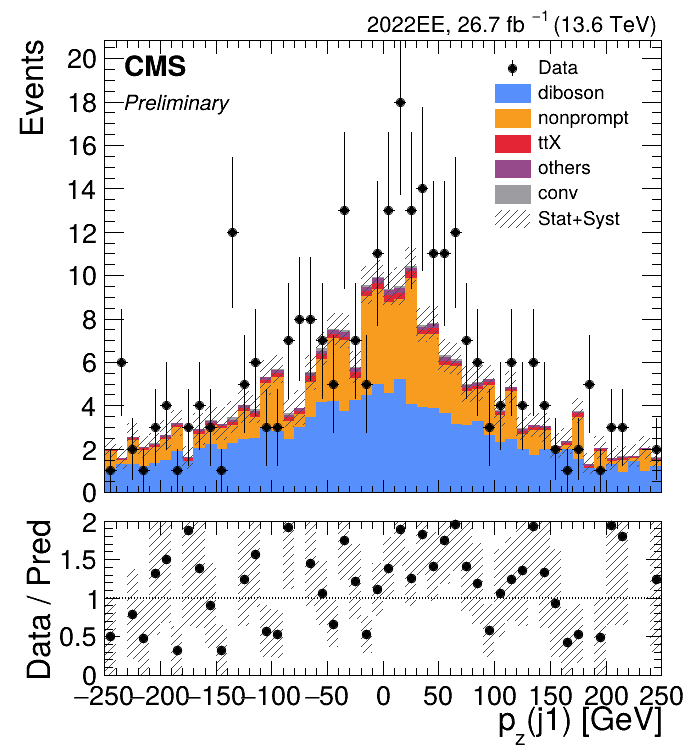 2022EE, 26.7 fb⁻¹ (13.6 TeV)
Events
20
18
16
14
12
10
8
6
4
2
0
CMS
Preliminary
Data
diboson
nonprompt
ttX
others
conv
Stat+Syst
Data / Pred
2
1.5
1
0.5
0
−250 −200 −150 −100 −50 0 50 100 150 200 250
p_z(j1) [GeV]